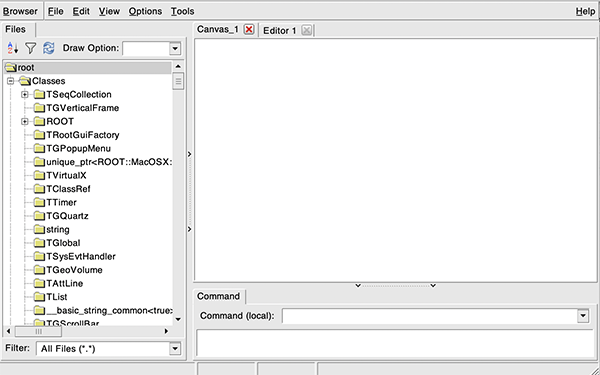 Browser File Edit View Options Tools Help
Files
Canvas_1 Editor 1
Draw Option:
root
Classes
TSeqCollection
TGVerticalFrame
ROOT
TRootGuiFactory
TGPopupMenu
unique_ptr<ROOT::MacOSX:
TVirtualX
TClassRef
TTimer
TGQuartz
string
TGlobal
TSysEvtHandler
TGeoVolume
TAttLine
TList
__basic_string_common<true>
TGScrollBar
Filter: All Files (*.*)
Command
Command (local):